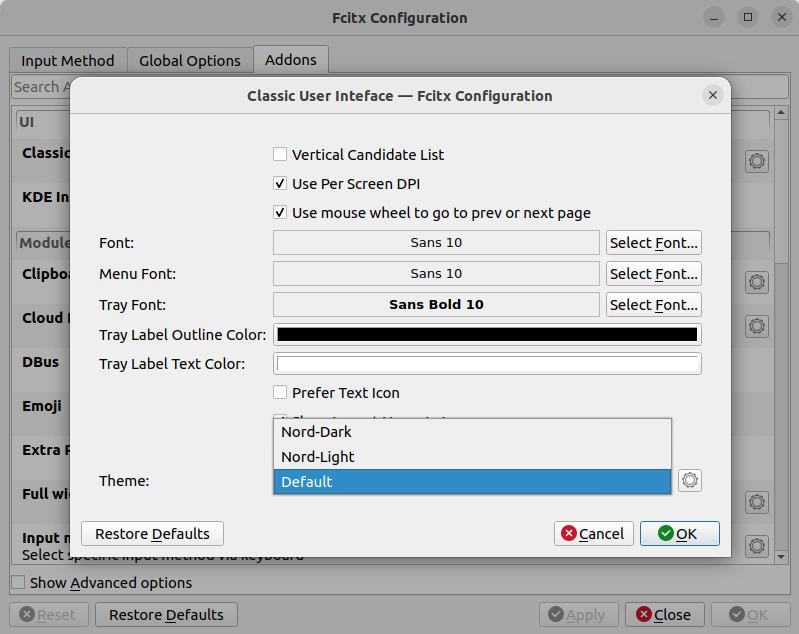 Fcitx Configuration
Input Method
Global Options
Addons
Search
Classic User Inteface — Fcitx Configuration
UI
Classic
Vertical Candidate List
Use Per Screen DPI
KDE
Use mouse wheel to go to prev or next page
Module
Font: Sans 10 Select Font...
Menu Font: Sans 10 Select Font...
Tray Font: Sans Bold 10 Select Font...
Cloud
Tray Label Outline Color:
Tray Label Text Color:
DBus
Prefer Text Icon
Emoji
Nord-Dark
Extra
Nord-Light
Theme: Default
Full
Restore Defaults Cancel OK
Input
Select specific input method via keyboard
Show Advanced options
Reset Restore Defaults Apply Close OK